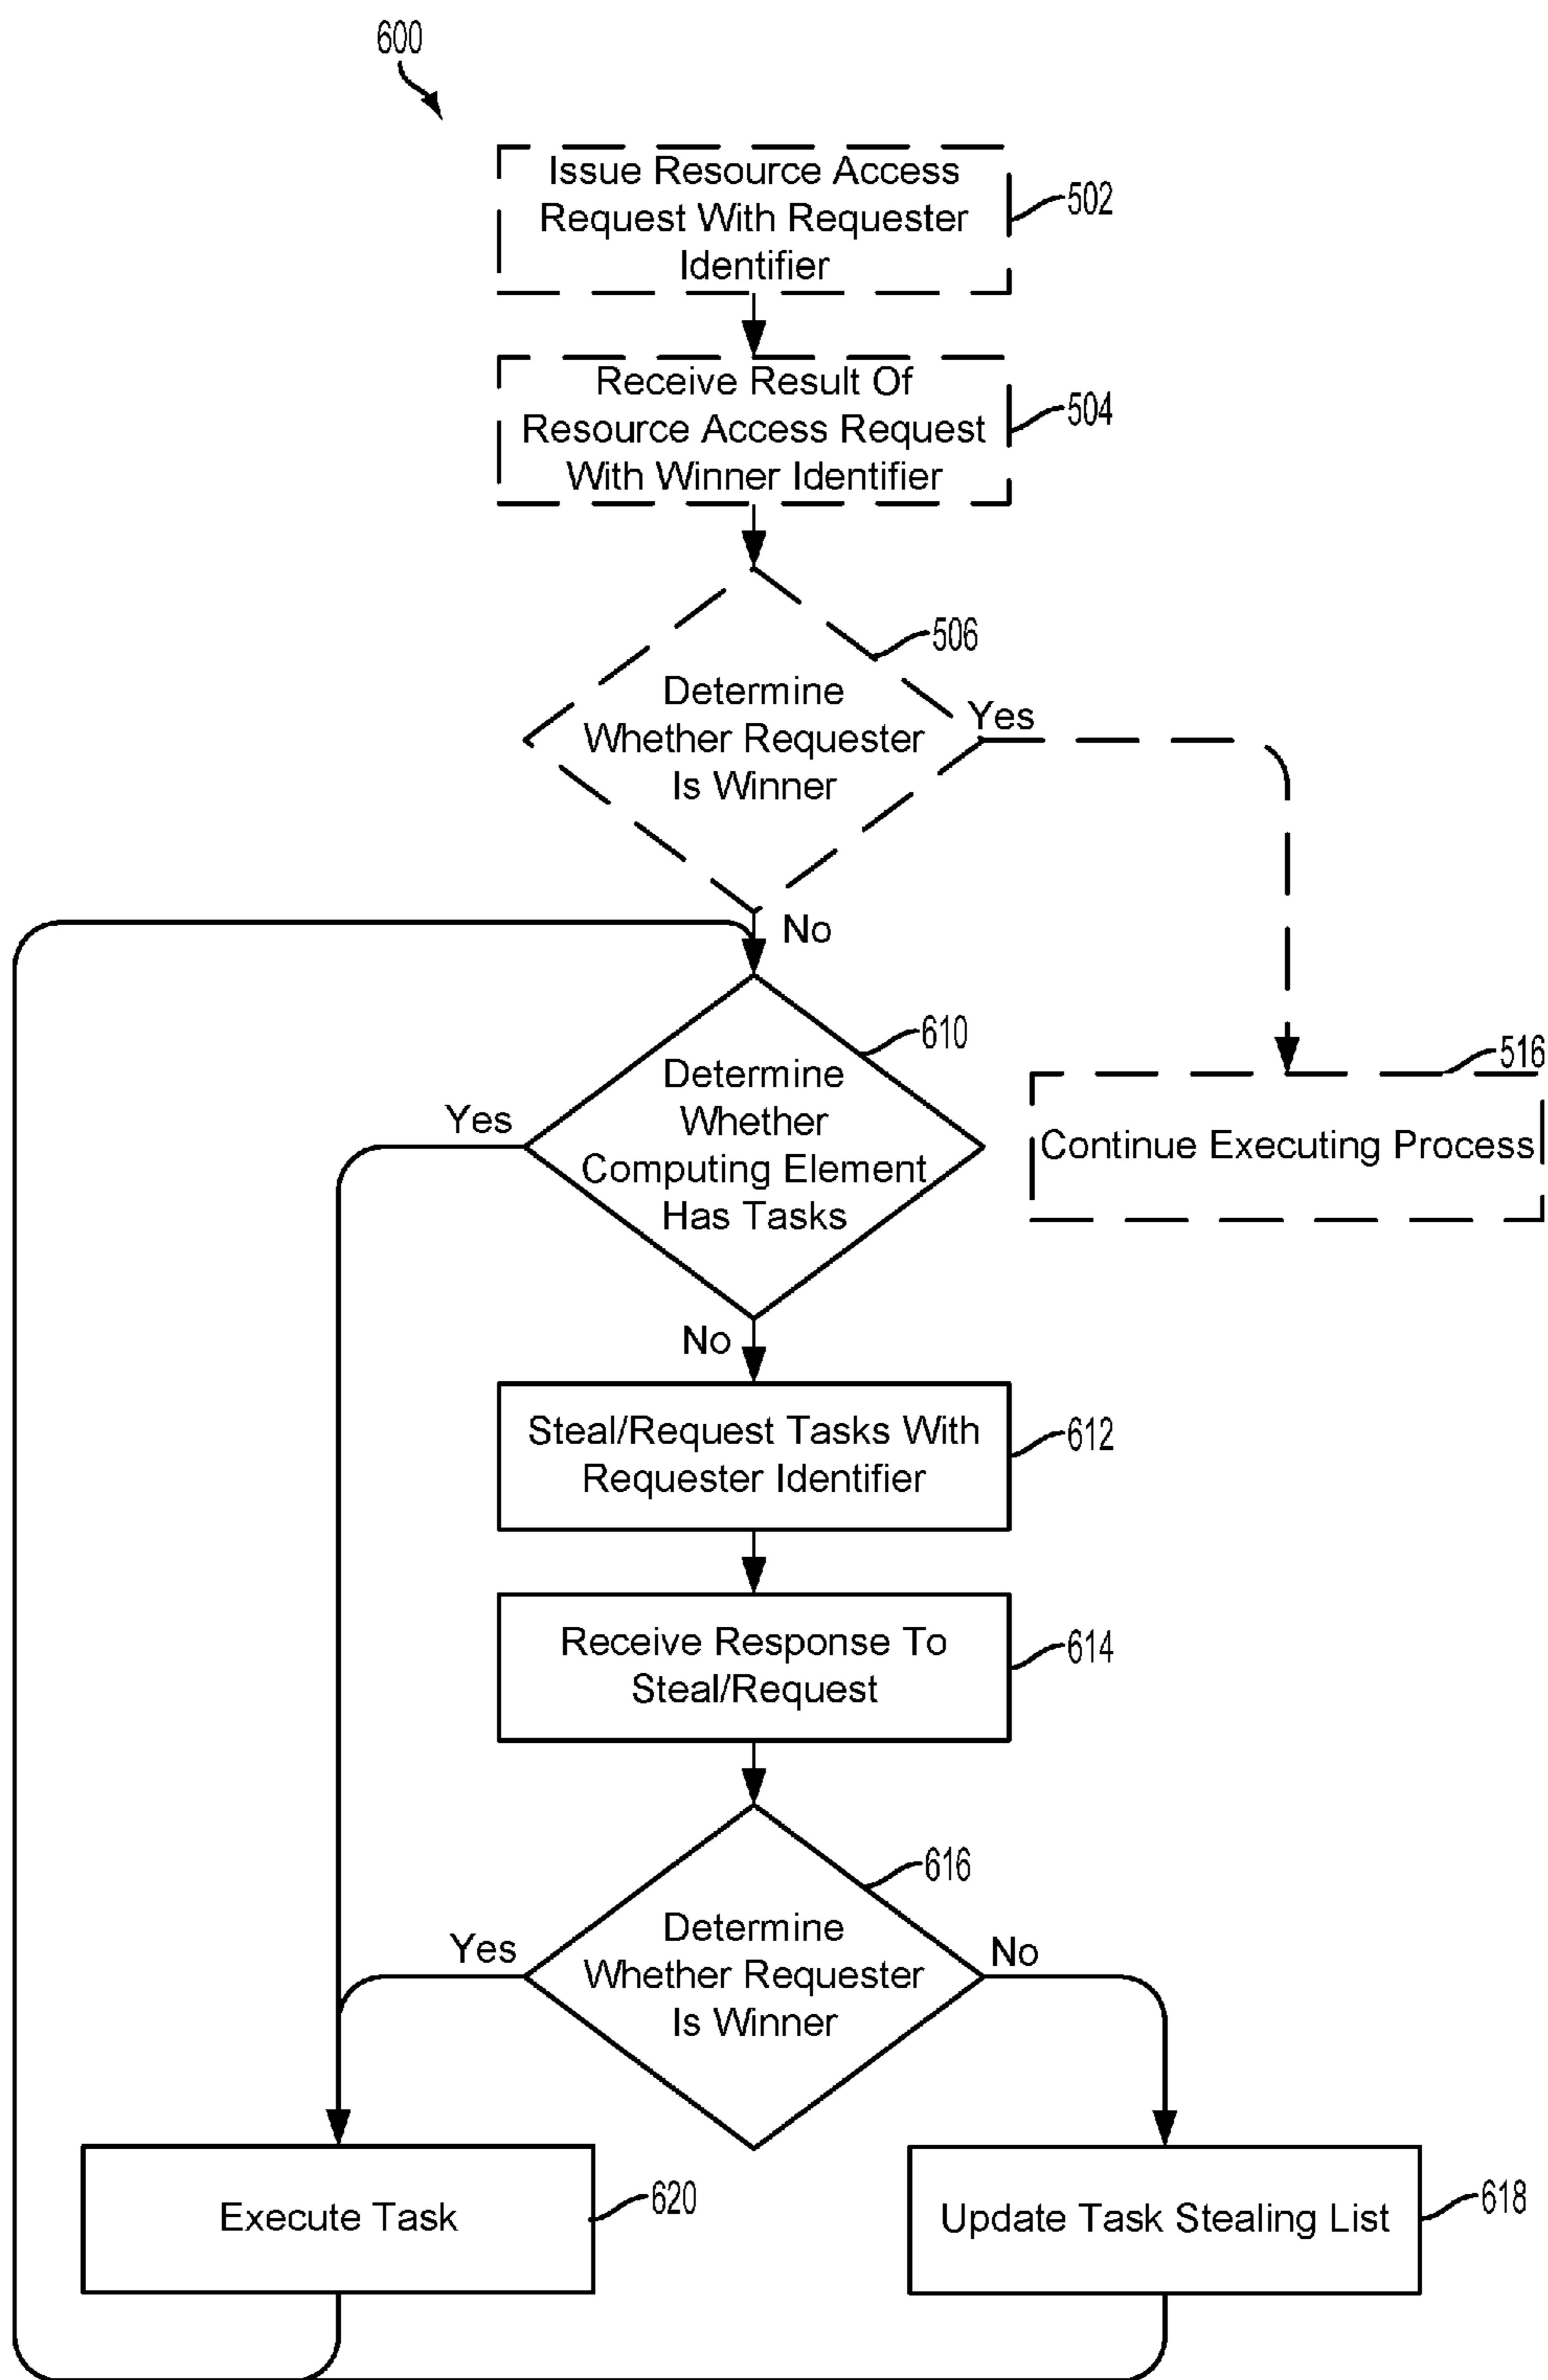 600
Issue Resource Access
Request With Requester
Identifier
502
Receive Result Of
Resource Access Request
With Winner Identifier
504
506
Determine
Whether Requester
Is Winner
Yes
No
610
Determine
Whether
Computing Element
Has Tasks
Yes
516
Continue Executing Process
No
Steal/Request Tasks With
Requester Identifier
612
Receive Response To
Steal/Request
614
616
Determine
Whether Requester
Is Winner
Yes
No
Execute Task
620
Update Task Stealing List
618